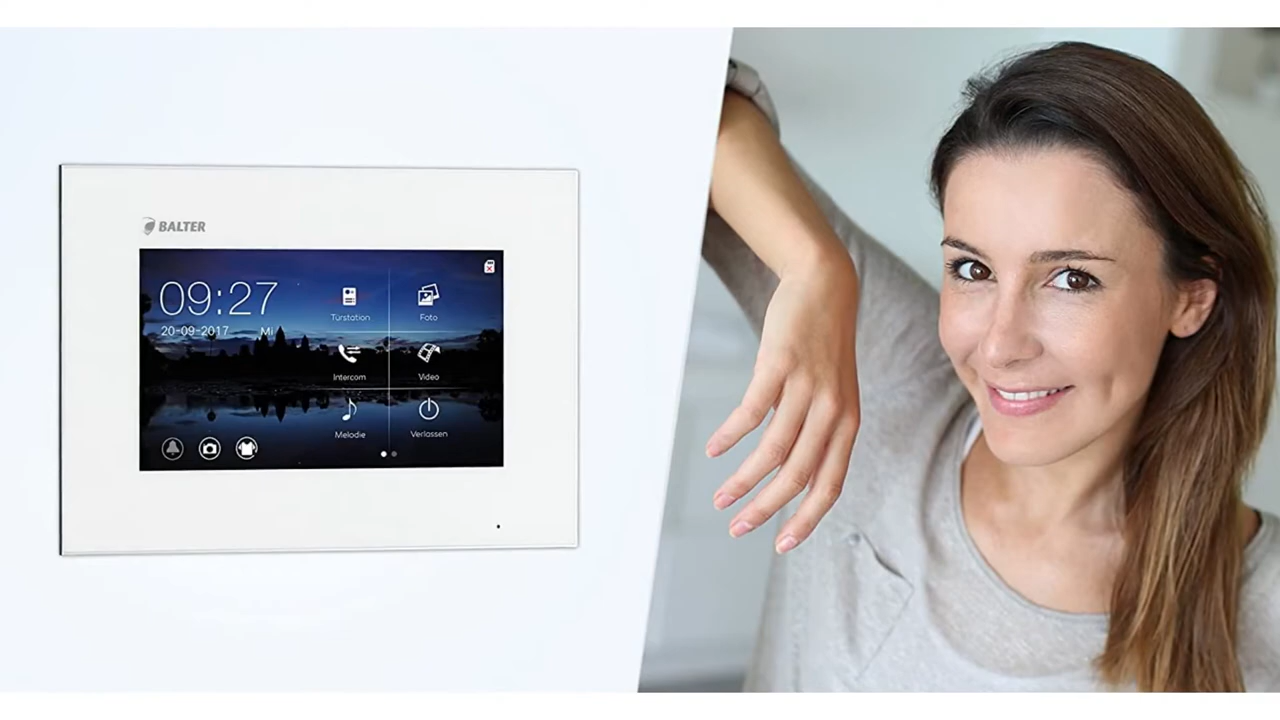 BALTER
09:27
20-09-2017 Mi
Türstation
Foto
Intercom
Video
Melodie
Verlassen